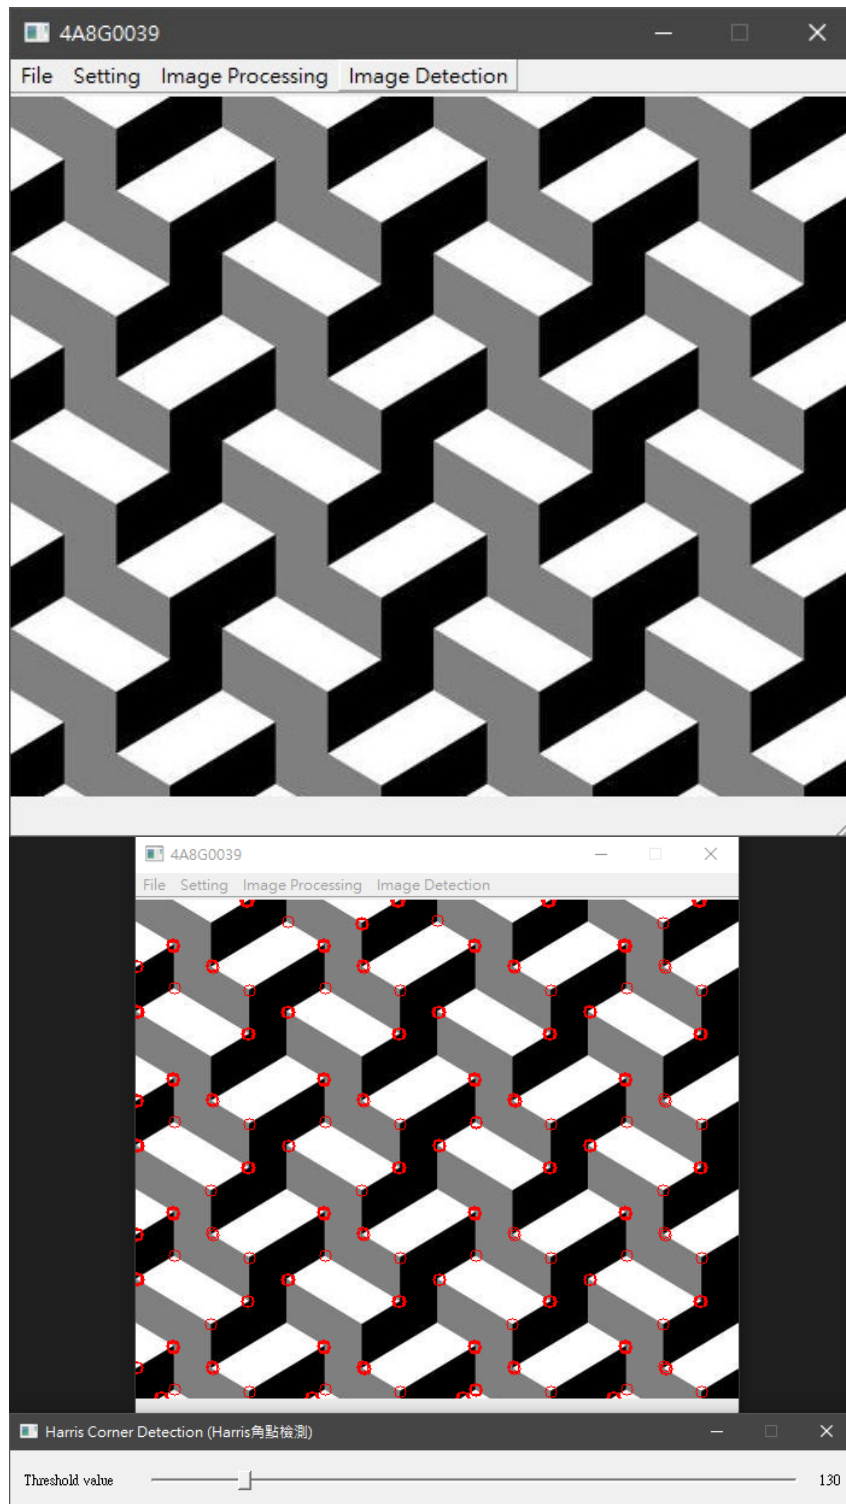 4A8G0039
File Setting Image Processing Image Detection
4A8G0039
File Setting Image Processing Image Detection
Harris Corner Detection (Harris角點檢測)
Threshold value 130